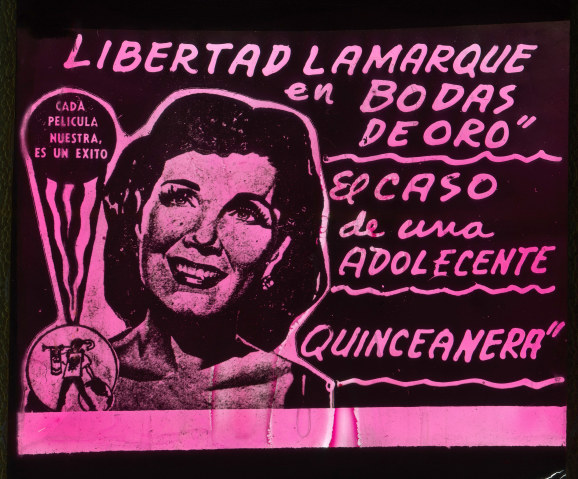 LIBERTAD LAMARQUE
en BODAS
DE ORO"
El CASO
de una
ADOLECENTE
QUINCEANERA"
CADA
PELICULA
NUESTRA,
ES UN EXITO